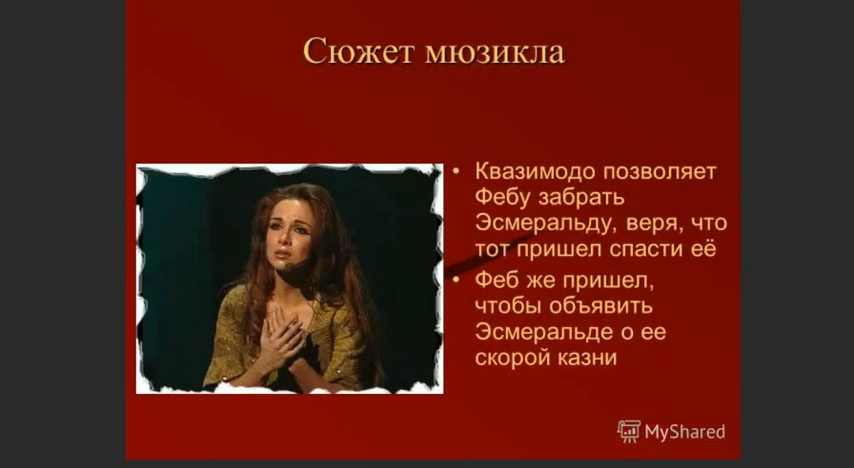 Сюжет мюзикла
• Квазимодо позволяет
Фебу забрать
Эсмеральду, веря, что
тот пришел спасти её
• Феб же пришел,
чтобы объявить
Эсмеральде о ее
скорой казни
MyShared